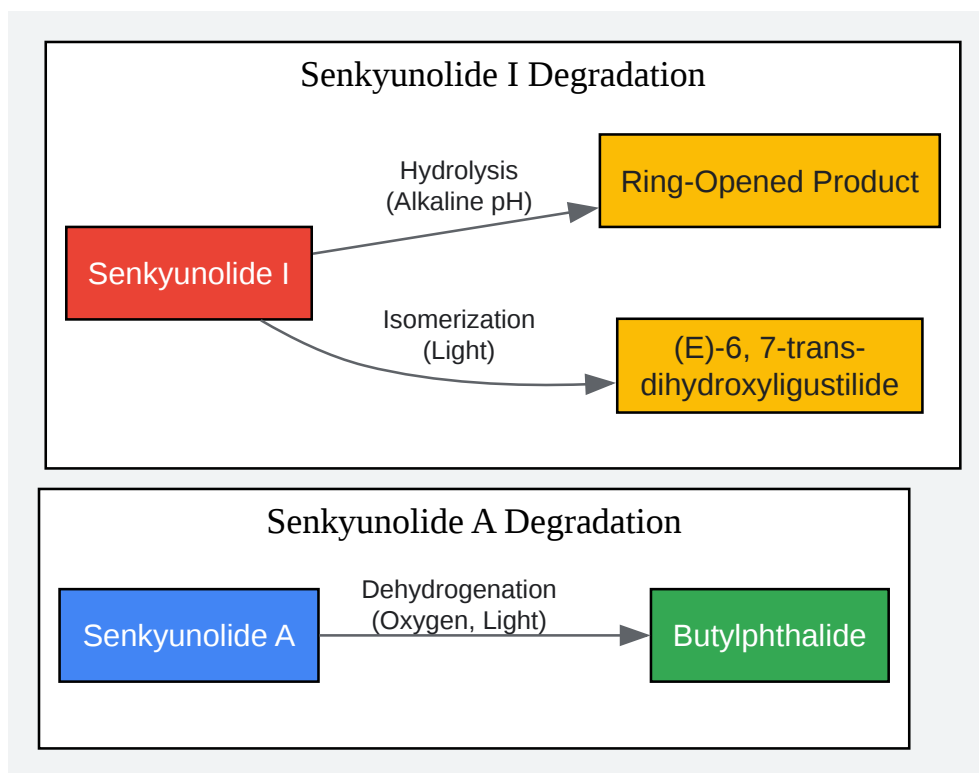 Senkyunolide I Degradation
Hydrolysis
(Alkaline pH)
Ring-Opened Product
Senkyunolide I
Isomerization
(Light)
(E)-6, 7-trans-
dihydroxyligustilide
Senkyunolide A Degradation
Dehydrogenation
(Oxygen, Light)
Senkyunolide A
Butylphthalide